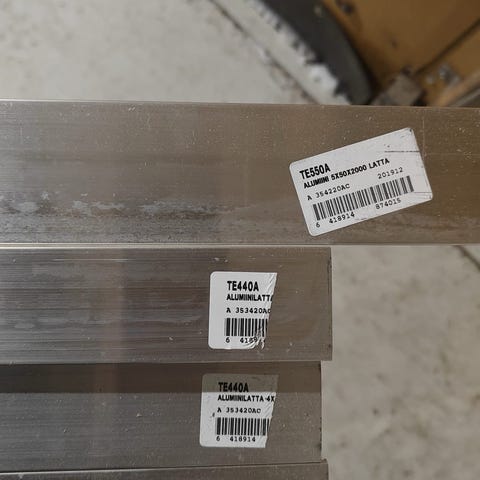 TE550A
ALUMIINI 5X50X2000 LATTA
201912
A 354220AC
6 418914 874015
TE440A
ALUMIINILATTA
A 353420AC
6 41891
TE440A
ALUMIINILATTA 4X
A 353420AC
6 418914